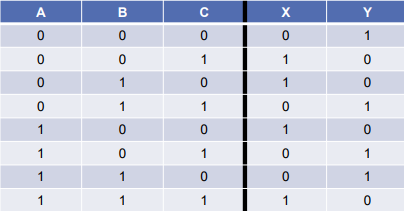 A B C X Y
0 0 0 0 1
0 0 1 1 0
0 1 0 1 0
0 1 1 0 1
1 0 0 1 0
1 0 1 0 1
1 1 0 0 1
1 1 1 1 0